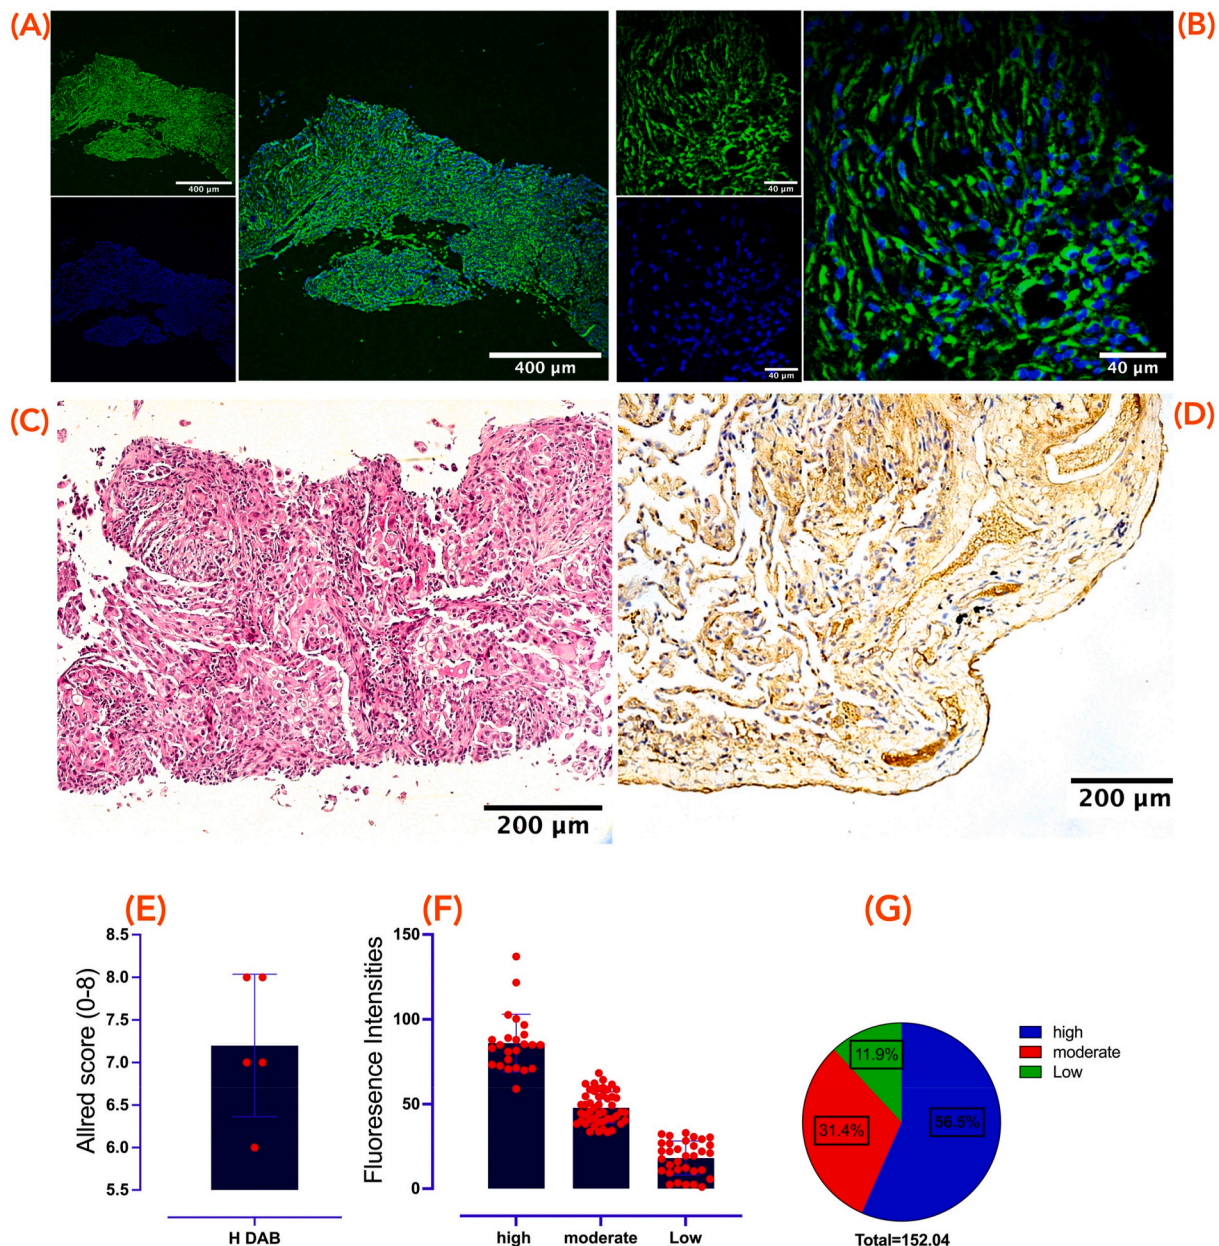 (A)
(B)
400 µm
400 µm
40 µm
40 µm
40 µm
(C)
(D)
200 µm
200 µm
(E)
Allred score (0-8)
8.5
8.0
7.5
7.0
6.5
6.0
5.5
H DAB
(F)
Fluoresence Intensities
150
100
50
0
high
moderate
Low
(G)
11.9%
31.4%
56.5%
high
moderate
Low
Total=152.04